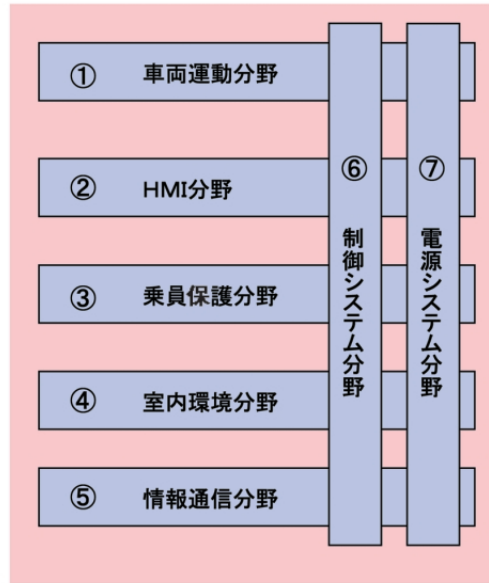 ① 車両運動分野
② HMI分野
③ 乗員保護分野
④ 室内環境分野
⑤ 情報通信分野
⑥ 制御システム分野
⑦ 電源システム分野